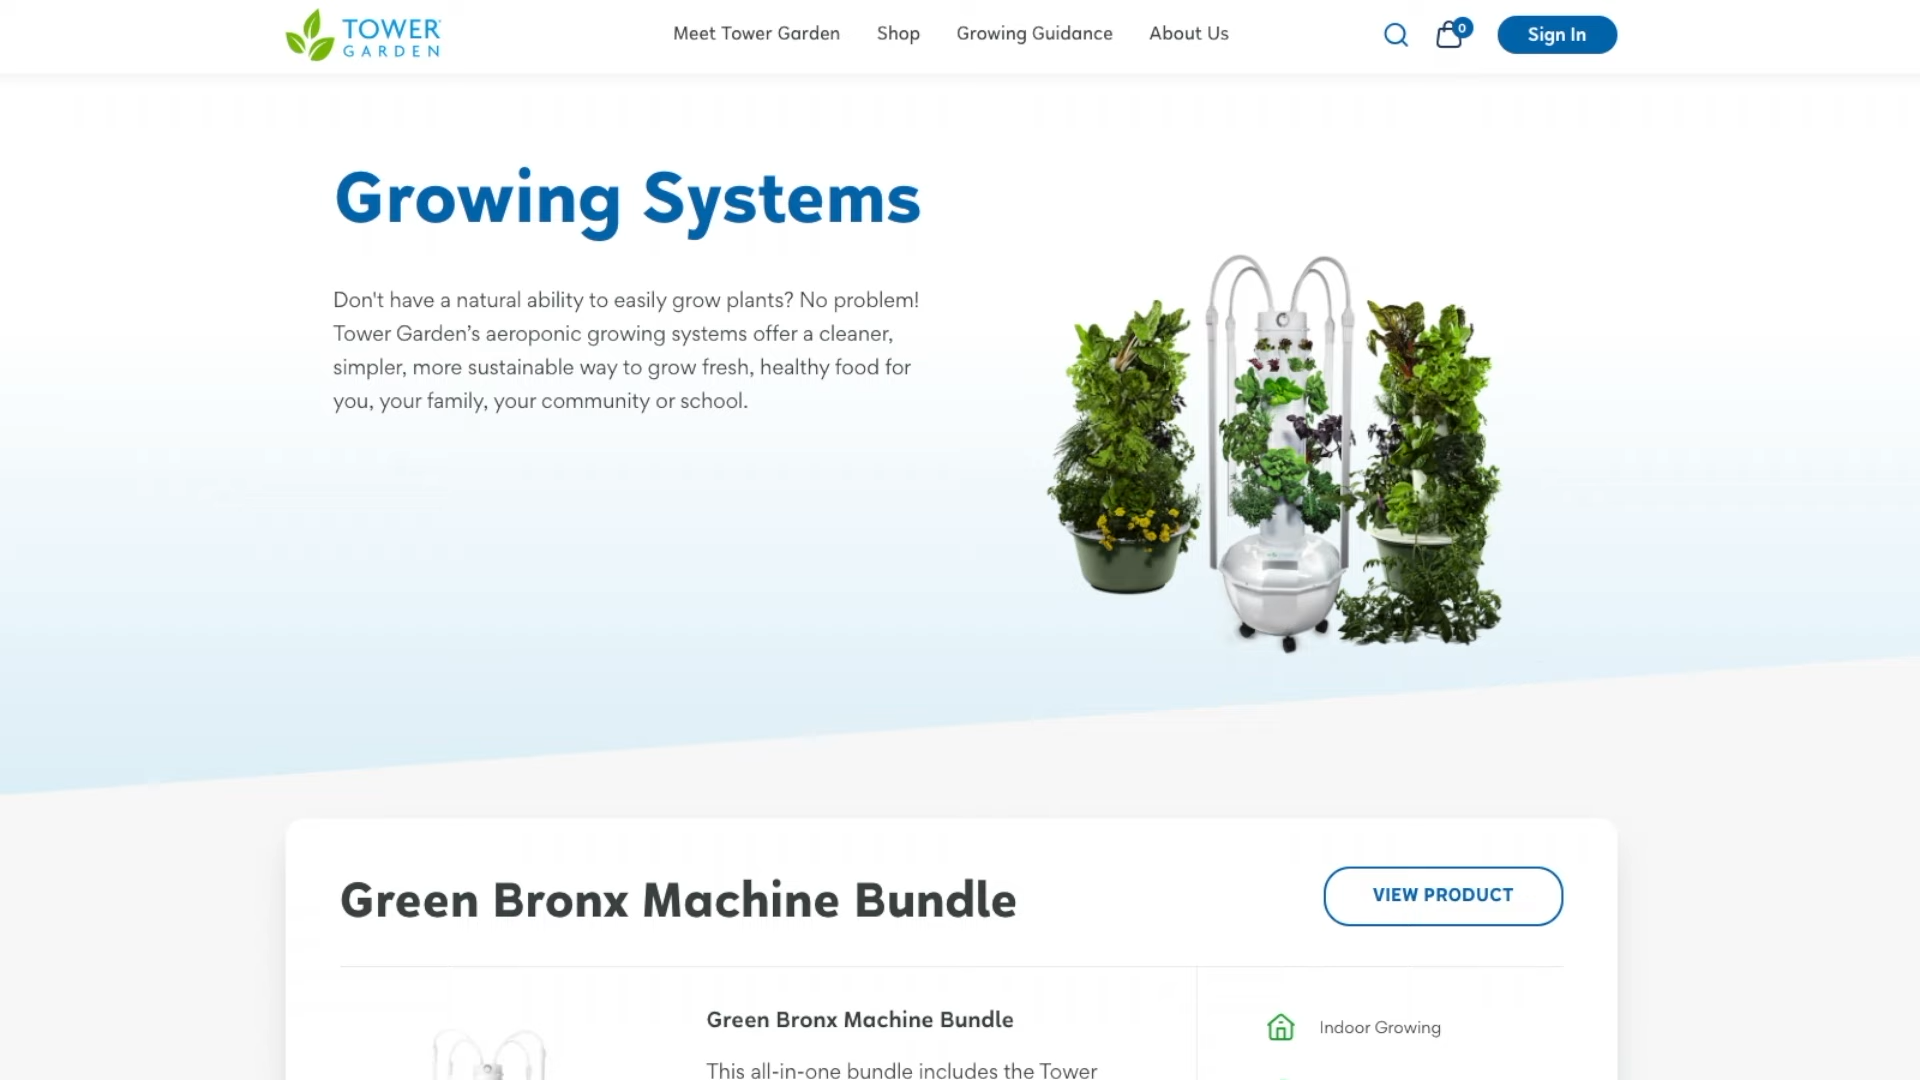 TOWER
GARDEN
Meet Tower Garden
Shop
Growing Guidance
About Us
0
Sign In
Growing Systems
Don't have a natural ability to easily grow plants? No problem!
Tower Garden’s aeroponic growing systems offer a cleaner,
simpler, more sustainable way to grow fresh, healthy food for
you, your family, your community or school.
Green Bronx Machine Bundle
VIEW PRODUCT
Green Bronx Machine Bundle
This all-in-one bundle includes the Tower
Indoor Growing